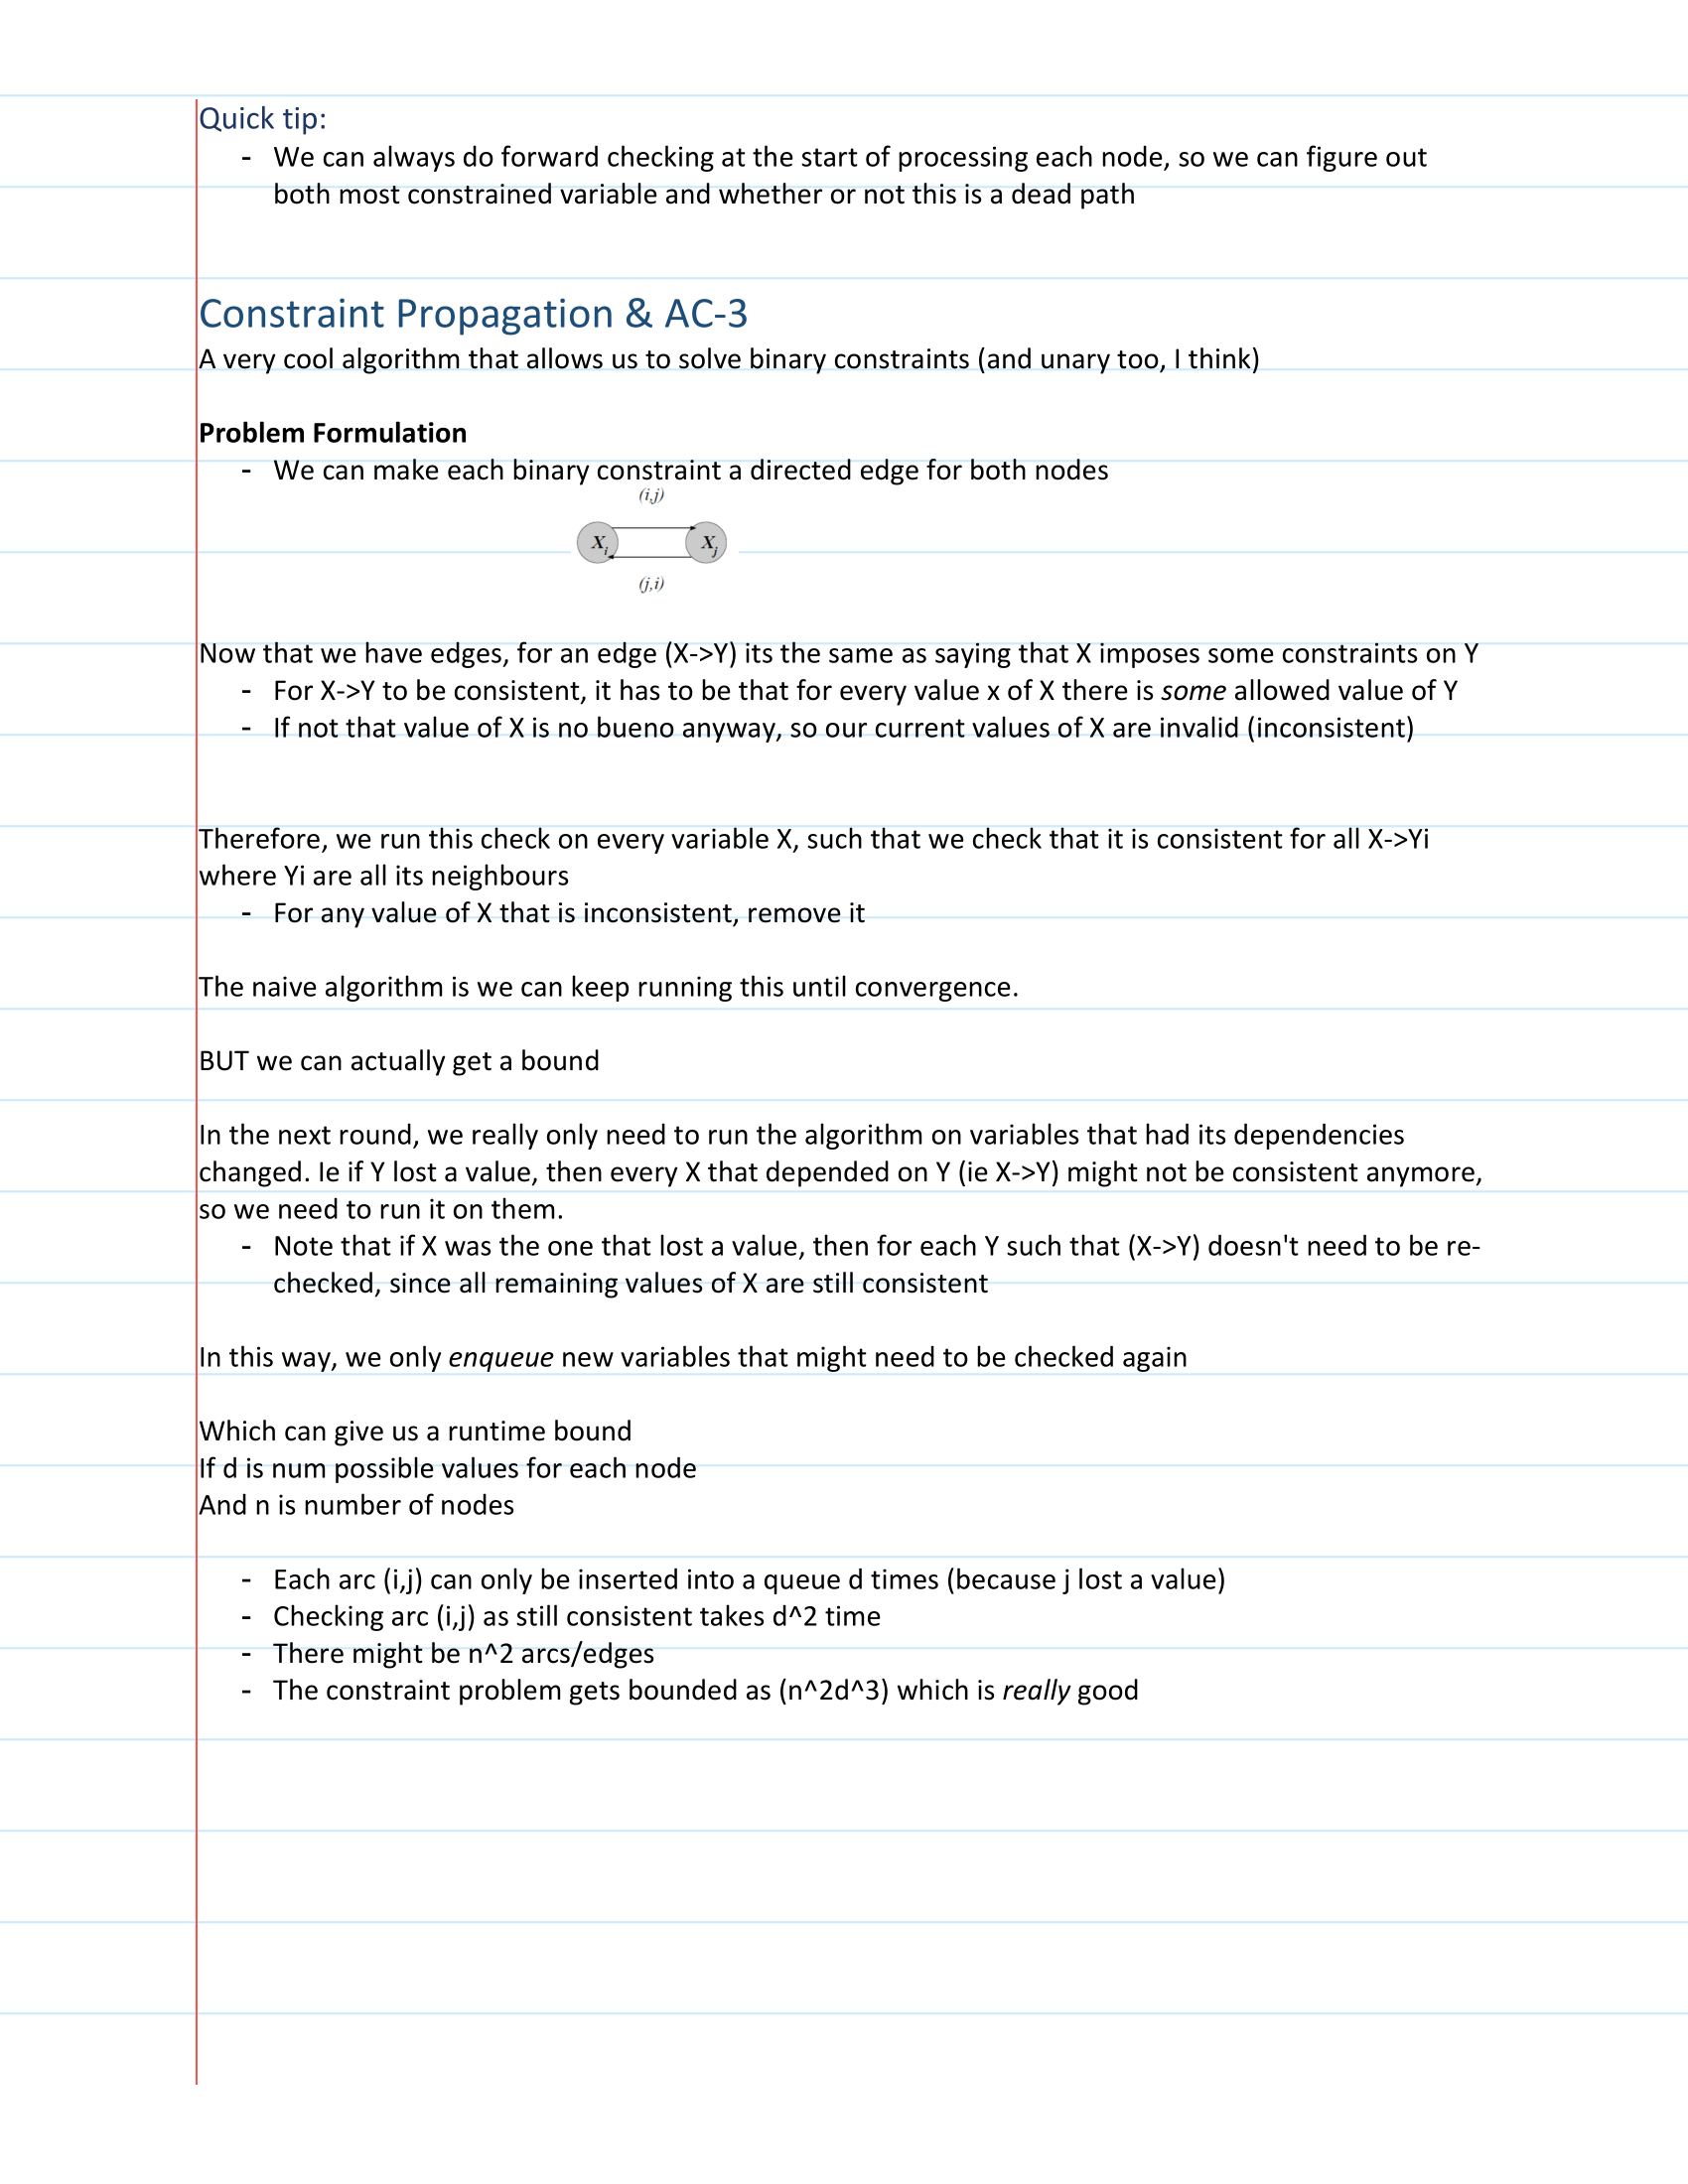 Quick tip:
- We can always do forward checking at the start of processing each node, so we can figure out
both most constrained variable and whether or not this is a dead path
Constraint Propagation & AC-3
A very cool algorithm that allows us to solve binary constraints (and unary too, I think)
Problem Formulation
- We can make each binary constraint a directed edge for both nodes
(i,j)
Xi Xj
(j,i)
Now that we have edges, for an edge (X->Y) its the same as saying that X imposes some constraints on Y
- For X->Y to be consistent, it has to be that for every value x of X there is some allowed value of Y
- If not that value of X is no bueno anyway, so our current values of X are invalid (inconsistent)
Therefore, we run this check on every variable X, such that we check that it is consistent for all X->Yi
where Yi are all its neighbours
- For any value of X that is inconsistent, remove it
The naive algorithm is we can keep running this until convergence.
BUT we can actually get a bound
In the next round, we really only need to run the algorithm on variables that had its dependencies
changed. Ie if Y lost a value, then every X that depended on Y (ie X->Y) might not be consistent anymore,
so we need to run it on them.
- Note that if X was the one that lost a value, then for each Y such that (X->Y) doesn't need to be re-
checked, since all remaining values of X are still consistent
In this way, we only enqueue new variables that might need to be checked again
Which can give us a runtime bound
If d is num possible values for each node
And n is number of nodes
- Each arc (i,j) can only be inserted into a queue d times (because j lost a value)
- Checking arc (i,j) as still consistent takes d^2 time
- There might be n^2 arcs/edges
- The constraint problem gets bounded as (n^2d^3) which is really good